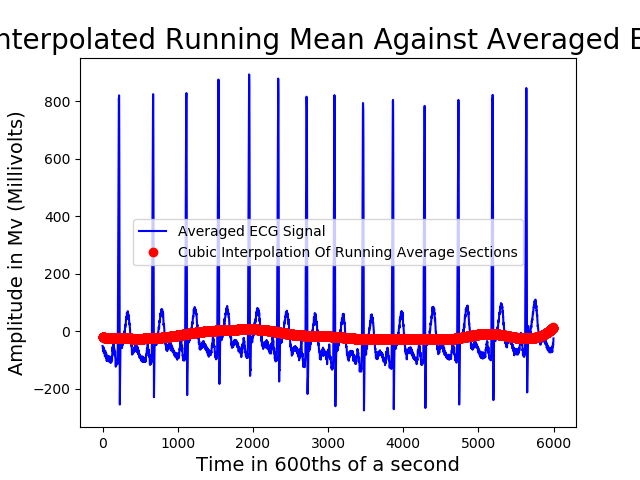 nterpolated Running Mean Against Averaged E
800
600
400
200
0
−200
Amplitude in Mv (Millivolts)
Averaged ECG Signal
Cubic Interpolation Of Running Average Sections
0 1000 2000 3000 4000 5000 6000
Time in 600ths of a second